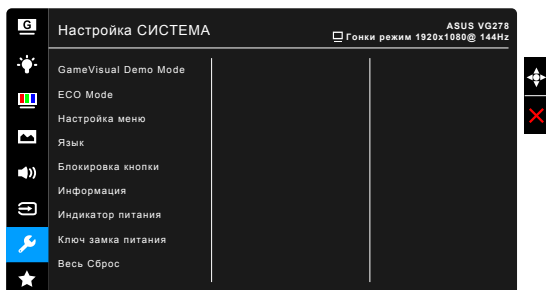 G
Настройка СИСТЕМА
ASUS VG278
Гонки режим 1920x1080@ 144Hz
GameVisual Demo Mode
ECO Mode
Настройка меню
Язык
Блокировка кнопки
Информация
Индикатор питания
Ключ замка питания
Весь Сброс